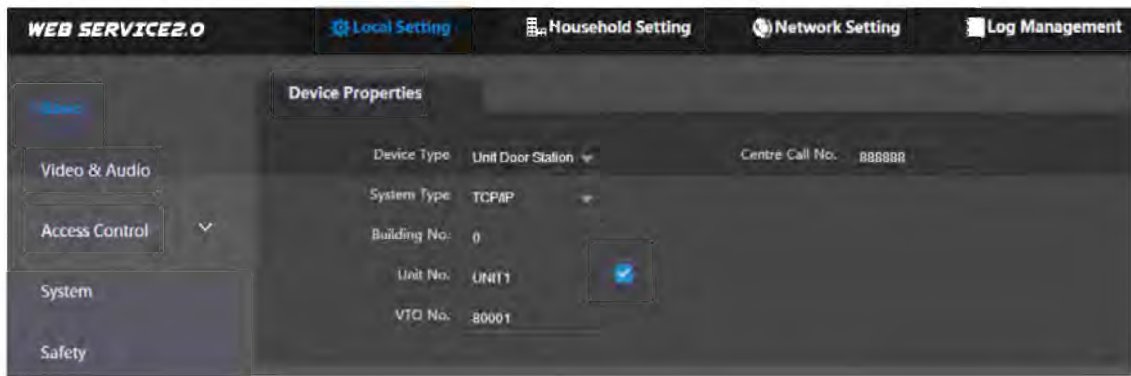 WEB SERVICE2.0 Local Setting Household Setting Network Setting Log Management
Device Properties
Device Type Unit Door Station Centre Call No. 888888
Video & Audio
System Type TCP/IP
Access Control Building No. 0
Unit No. UNIT1
System
VTO No. 80001
Safety